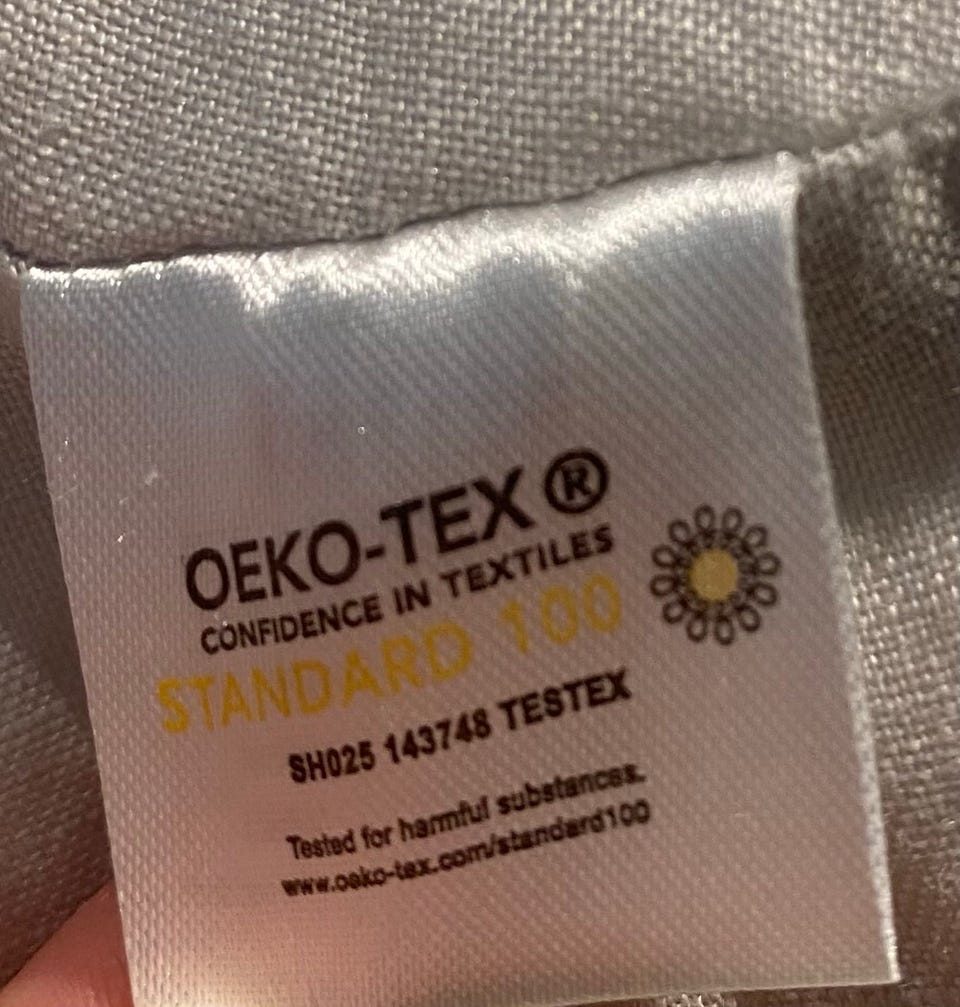 OEKO-TEX ®
CONFIDENCE IN TEXTILES
STANDARD 100
SH025 143748 TESTEX
Tested for harmful substances.
www.oeko-tex.com/standard100